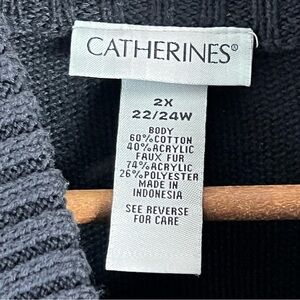 CATHERINES®
2X
22/24W
BODY
60%COTTON
40%ACRYLIC
FAUX FUR
74%ACRYLIC
26%POLYESTER
MADE IN
INDONESIA
SEE REVERSE
FOR CARE